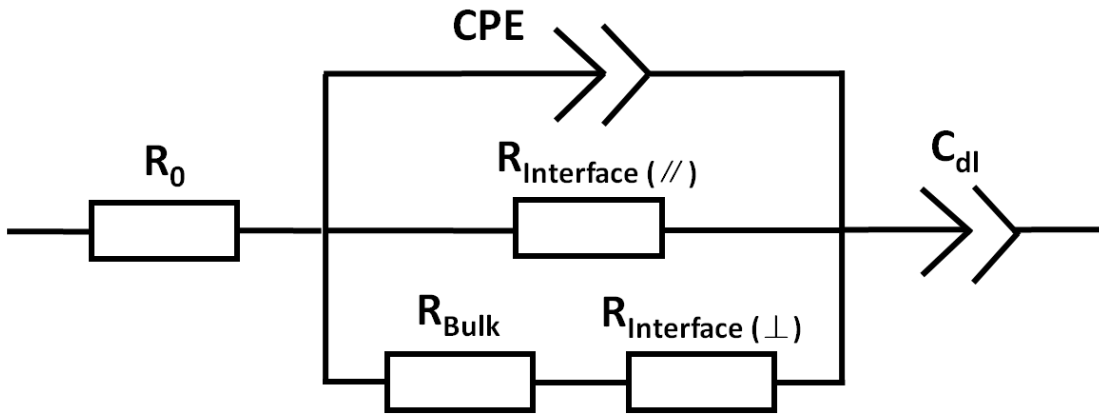 CPE
R0
RInterface (//)
Cdl
RBulk
RInterface (⊥)